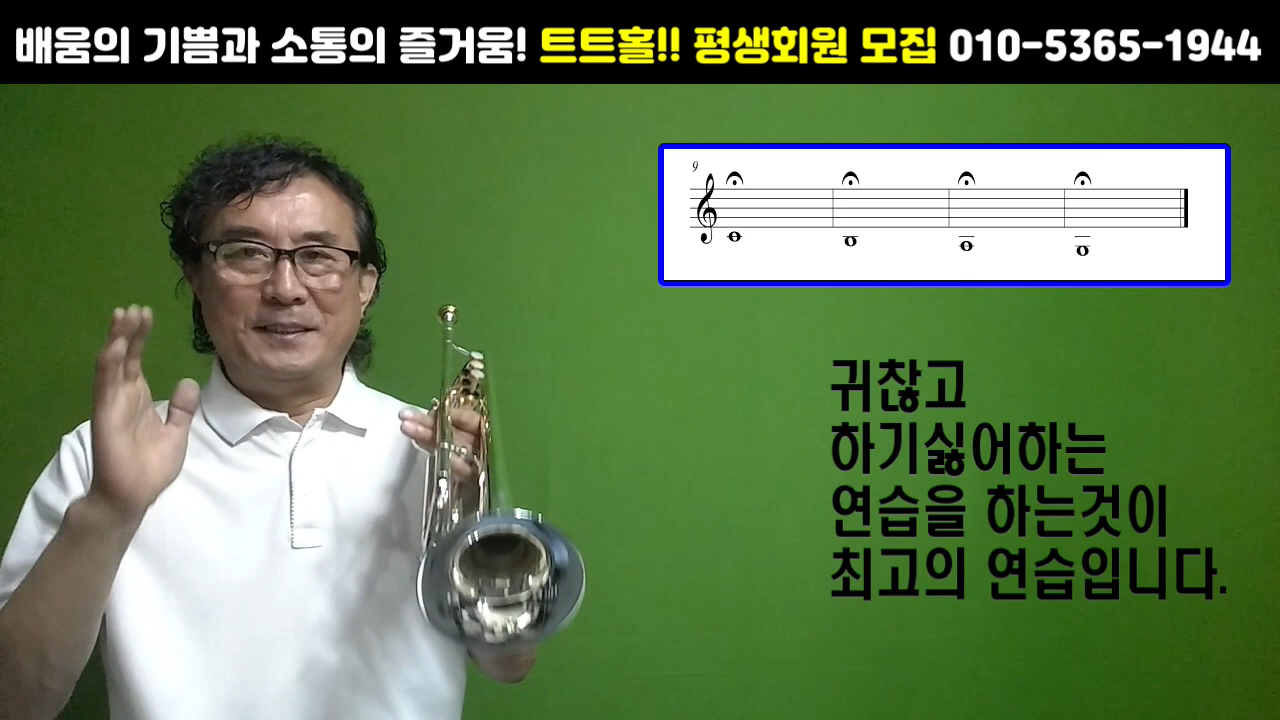 배움의 기쁨과 소통의 즐거움! 트트홀!! 평생회원 모집 010-5365-1944
9
귀찮고
하기싫어하는
연습을 하는것이
최고의 연습입니다.